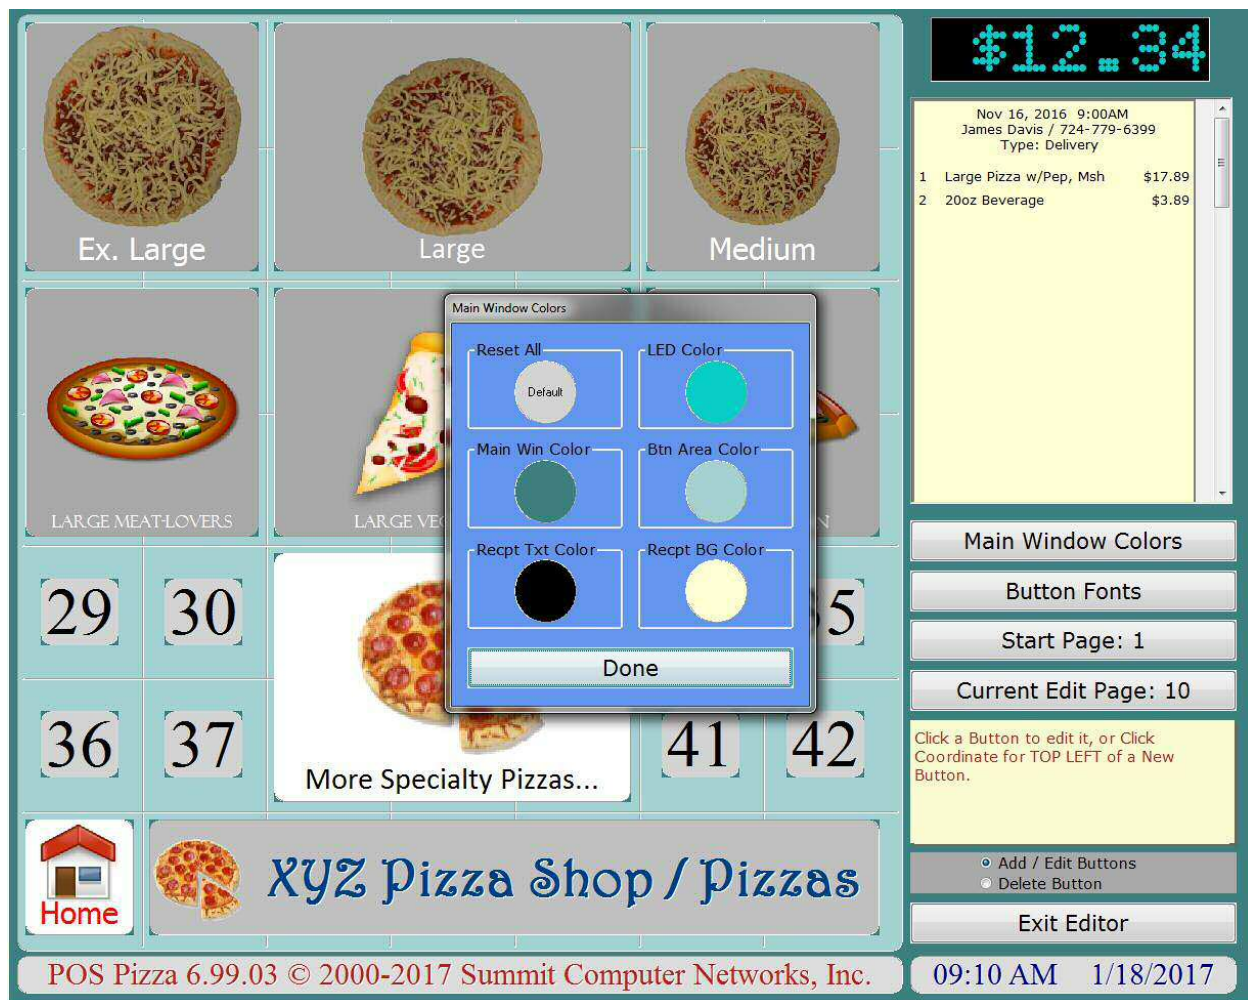 $12.34
Ex. Large
Large
Medium
Nov 16, 2016 9:00AM
James Davis / 724-779-6399
Type: Delivery
1 Large Pizza w/Pep, Msh $17.89
2 20oz Beverage $3.89
LARGE MEAT-LOVERS
LARGE VEG
N
Main Window Colors
Reset All
Default
LED Color
Main Win Color
Btn Area Color
Recpt Txt Color
Recpt BG Color
Done
29
30
5
36
37
41
42
More Specialty Pizzas...
Home
XYZ Pizza Shop / Pizzas
Main Window Colors
Button Fonts
Start Page: 1
Current Edit Page: 10
Click a Button to edit it, or Click
Coordinate for TOP LEFT of a New
Button.
Add / Edit Buttons
Delete Button
Exit Editor
POS Pizza 6.99.03 © 2000-2017 Summit Computer Networks, Inc.
09:10 AM 1/18/2017